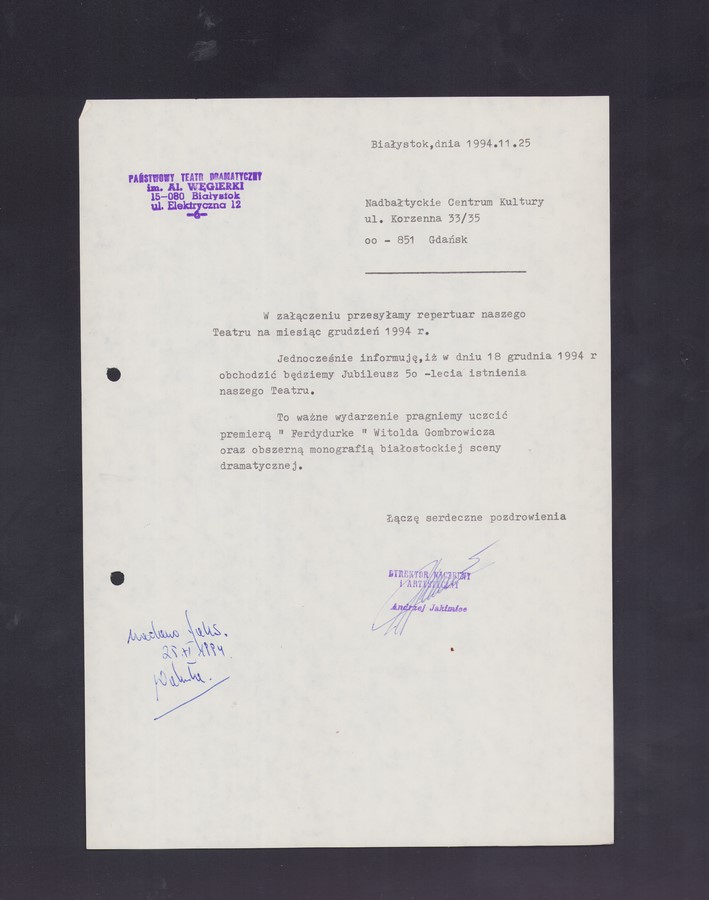 Białystok,dnia 1994.11.25
PAŃSTWOWY TEATR DRAMATYCZNY
im. Al. WĘGIERKI
15-080 Białystok
ul. Elektryczna 12
-6-
Nadbałtyckie Centrum Kultury
ul. Korzenna 33/35
oo - 851 Gdańsk
W załączeniu przesyłamy repertuar naszego
Teatru na miesiąc grudzień 1994 r.
Jednocześnie informuję,iż w dniu 18 grudnia 1994 r
obchodzić będziemy Jubileusz 5o -lecia istnienia
naszego Teatru.
To ważne wydarzenie pragniemy uczcić
premierą " Ferdydurke " Witolda Gombrowicza
oraz obszerną monografią białostockiej sceny
dramatycznej.
Łączę serdeczne pozdrowienia
DYREKTOR NACZELNY
i ARTYSTYCZNY
Andrzej Jakimiec
Nadano faks.
25 XI 1994